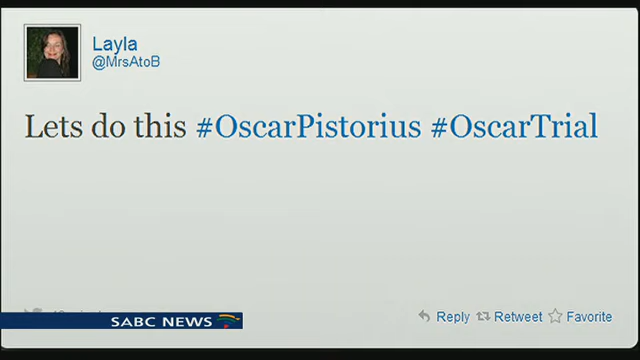 Layla
@MrsAtoB
Lets do this #OscarPistorius #OscarTrial
Reply Retweet Favorite
SABC NEWS